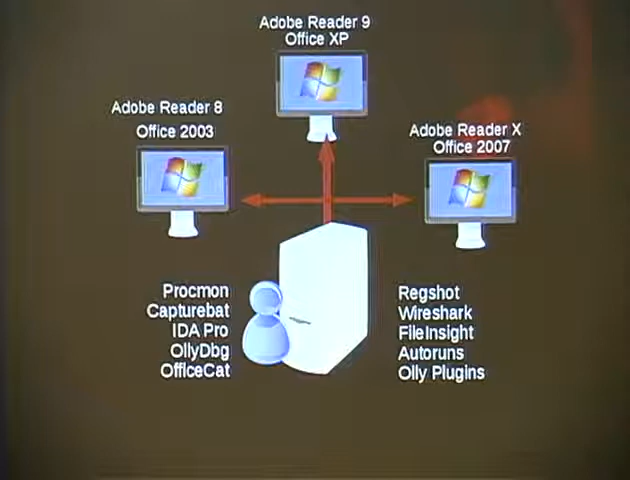 Adobe Reader 9
Office XP
Adobe Reader 8
Office 2003
Adobe Reader X
Office 2007
Procmon
Capturebat
IDA Pro
OllyDbg
OfficeCat
Regshot
Wireshark
FileInsight
Autoruns
Olly Plugins